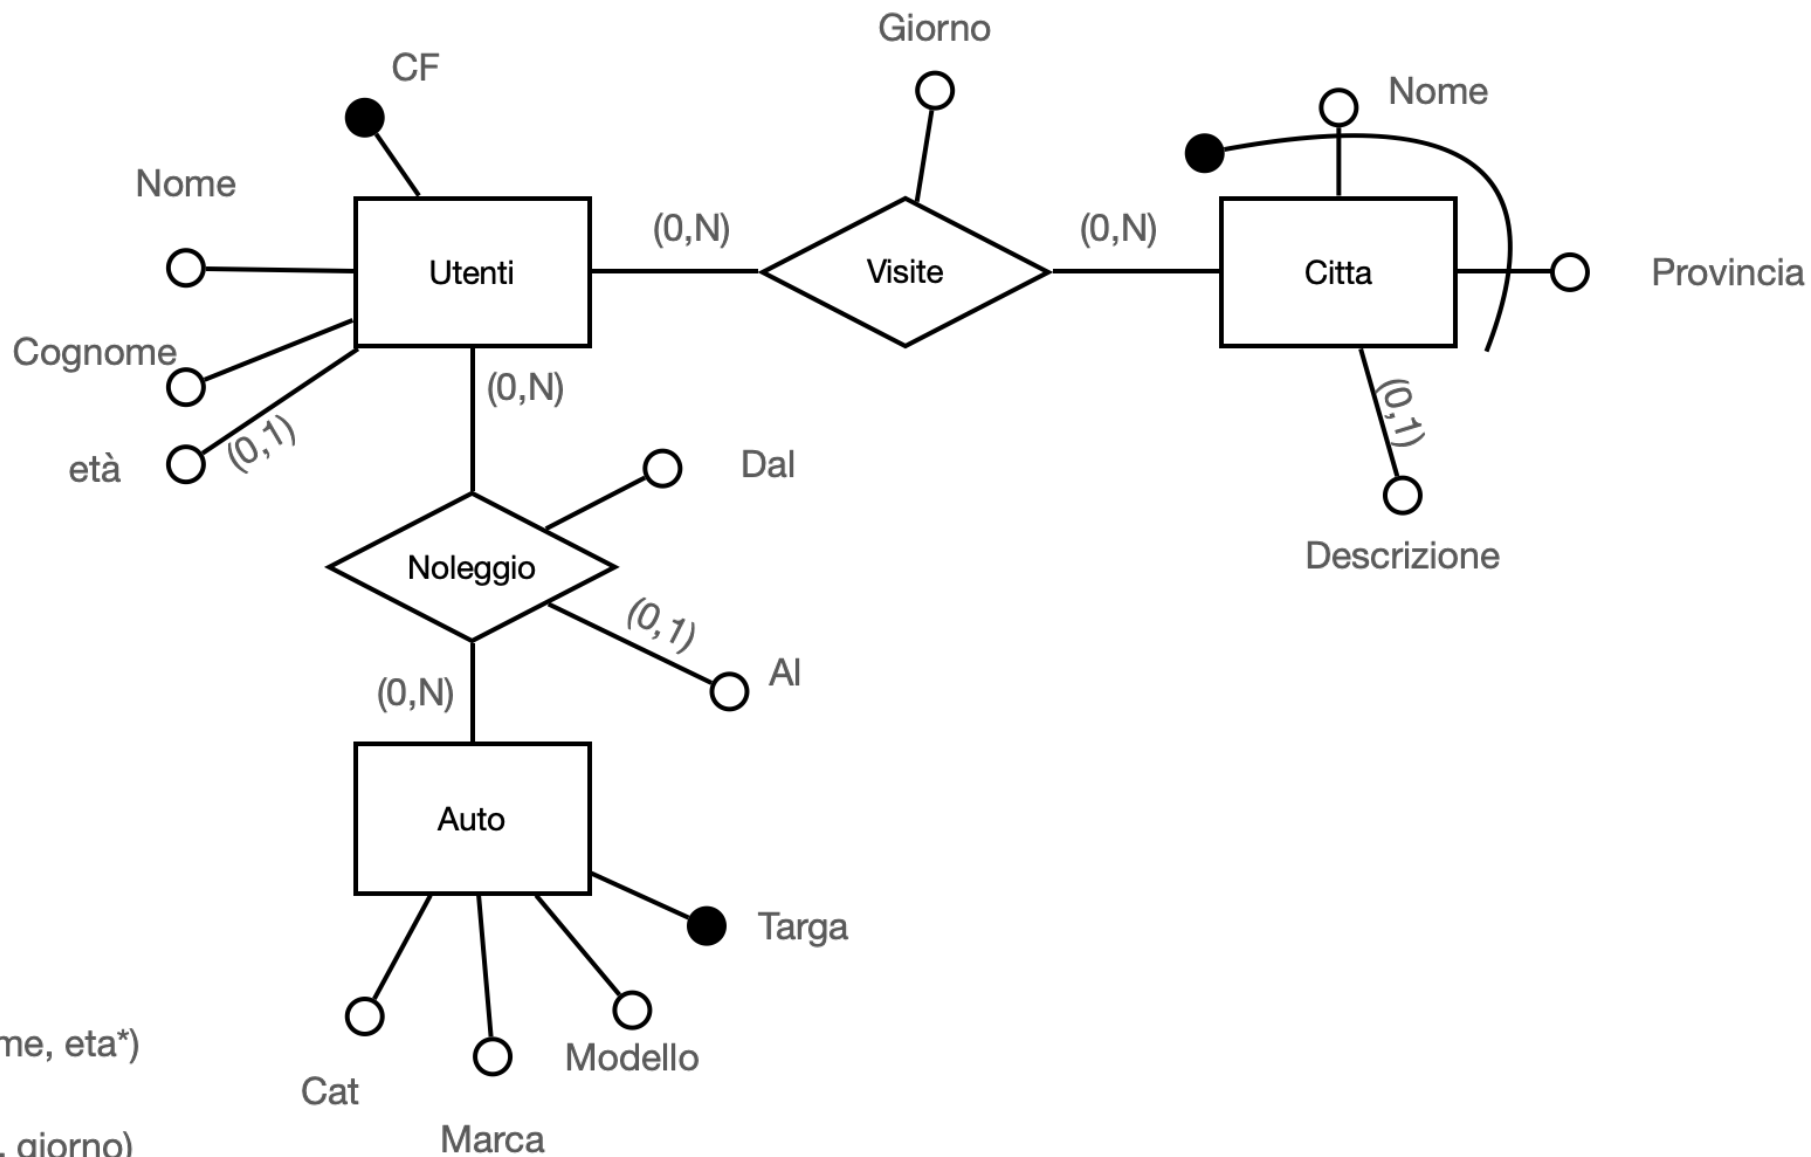 Giorno
CF
Nome
Nome
(0,N)
(0,N)
Utenti
Visite
Citta
Provincia
Cognome
(0,N)
(0,1)
(0,1)
età
Dal
Descrizione
Noleggio
(0,1)
Al
(0,N)
Auto
Targa
me, eta*)
Modello
Cat
Marca
, giorno)